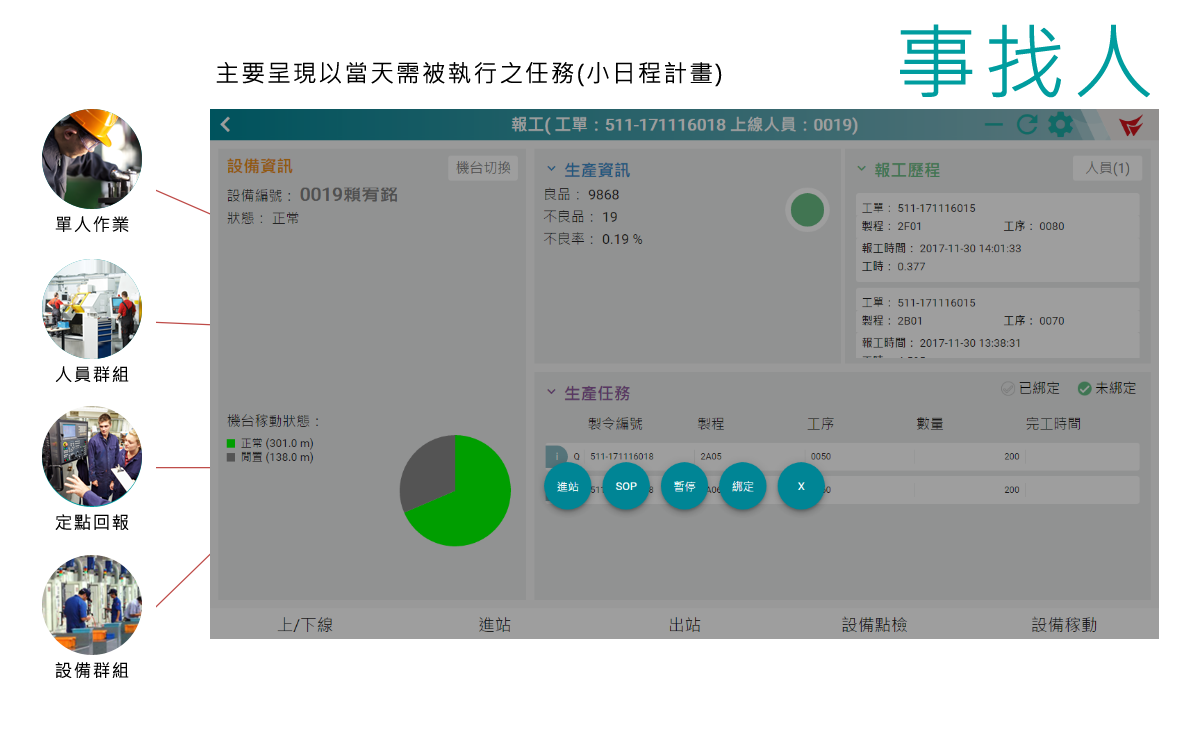 事找人
主要呈現以當天需被執行之任務(小日程計畫)
單人作業
人員群組
定點回報
設備群組
報工( 工單：511-171116018 上線人員：0019)
設備資訊
機台切換
設備編號： 0019賴宥銘
狀態： 正常
機台稼動狀態：
正常 (301.0 m)
閒置 (138.0 m)
生產資訊
良品： 9868
不良品： 19
不良率： 0.19 %
報工歷程
人員(1)
工單： 511-171116015
製程： 2F01 工序： 0080
報工時間： 2017-11-30 14:01:33
工時： 0.377
工單： 511-171116015
製程： 2B01 工序： 0070
報工時間： 2017-11-30 13:38:31
生產任務
已綁定 未綁定
製令編號 製程 工序 數量 完工時間
i Q 511-171116018 2A05 0050 200
200
進站 SOP 暫停 綁定 X
上/下線 進站 出站 設備點檢 設備稼動